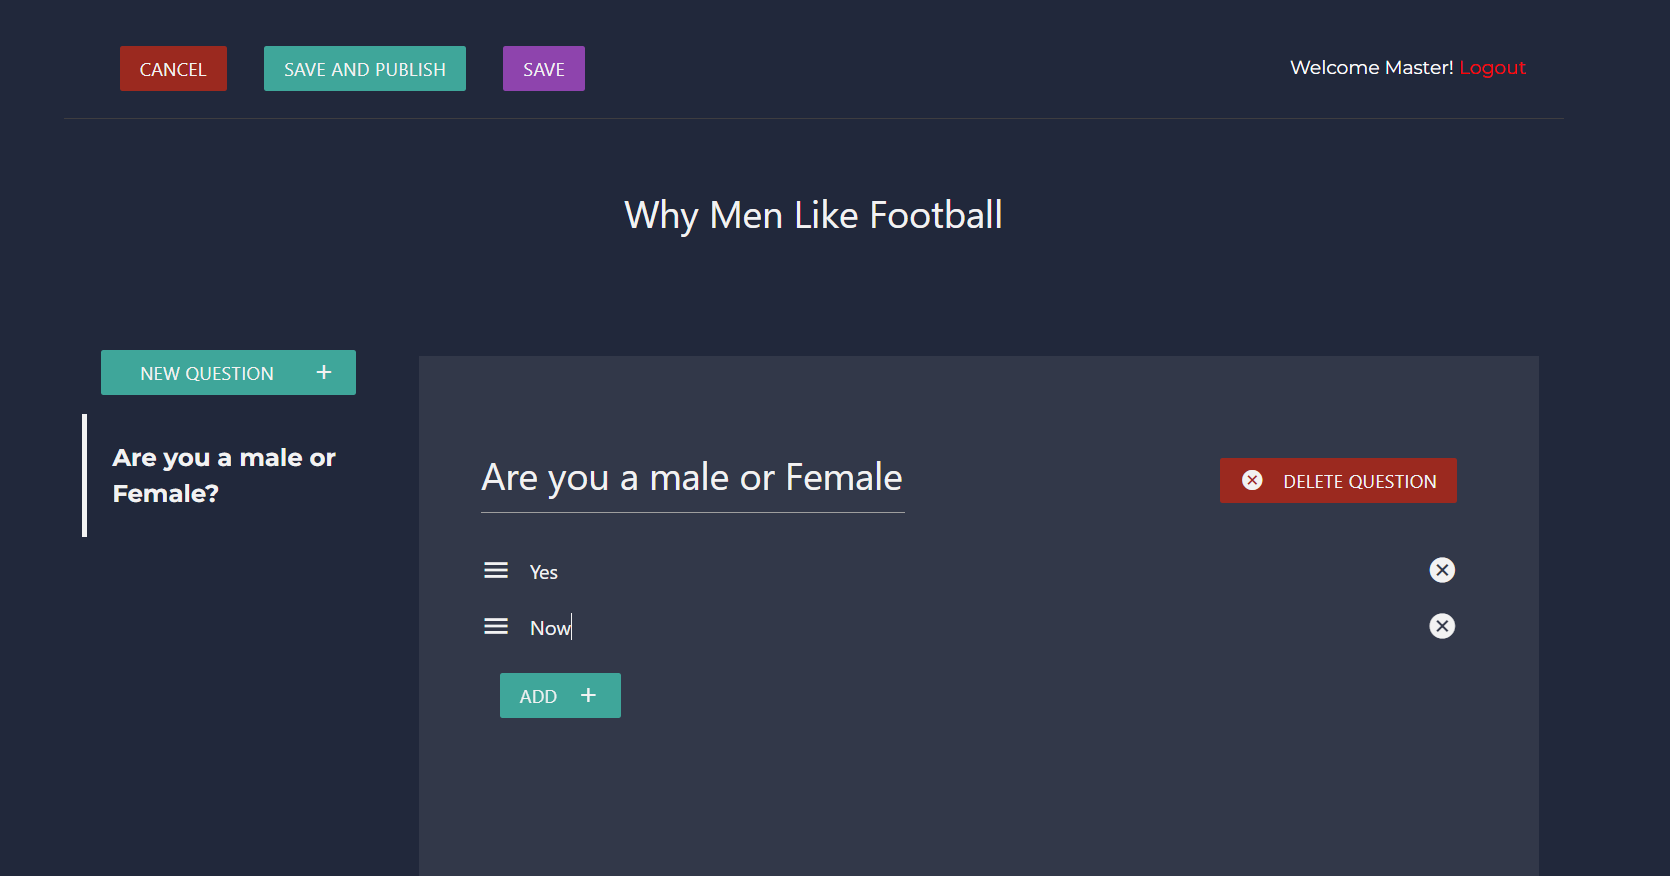 CANCEL
SAVE AND PUBLISH
SAVE
Welcome Master! Logout
Why Men Like Football
NEW QUESTION +
Are you a male or
Female?
Are you a male or Female
DELETE QUESTION
Yes
Now
ADD +